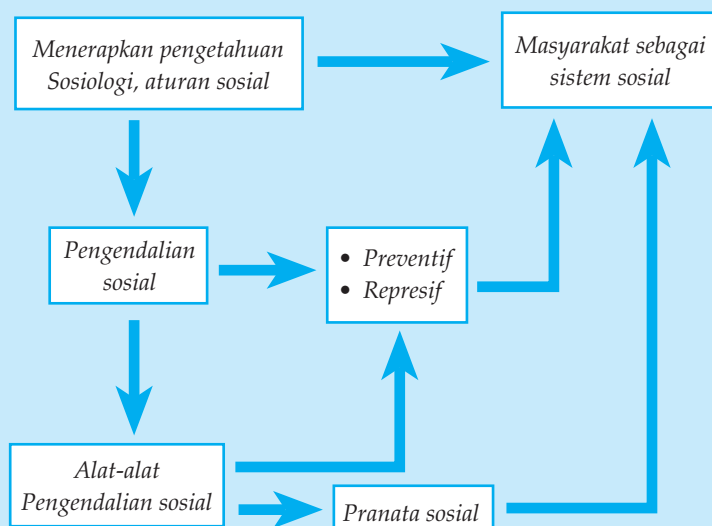 Menerapkan pengetahuan
Sosiologi, aturan sosial
Masyarakat sebagai
sistem sosial
Pengendalian
sosial
• Preventif
• Represif
Alat-alat
Pengendalian sosial
Pranata sosial